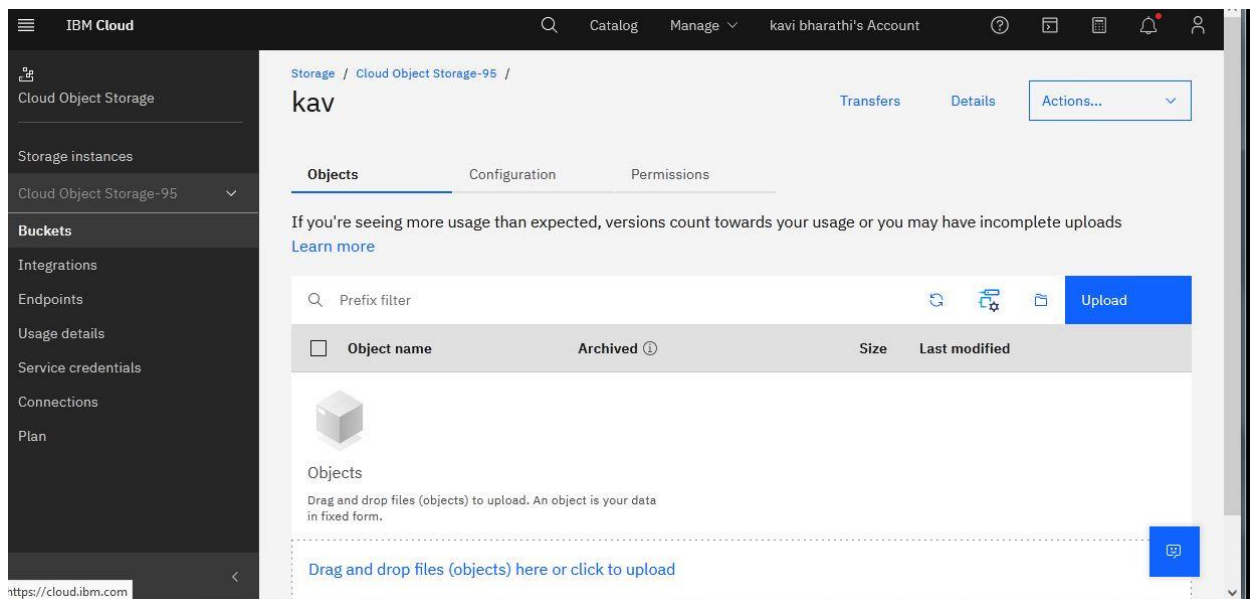 IBM Cloud
Catalog
Manage
kavi bharathi's Account
Cloud Object Storage
Storage instances
Cloud Object Storage-95
Buckets
Integrations
Endpoints
Usage details
Service credentials
Connections
Plan
https://cloud.ibm.com
Storage / Cloud Object Storage-95 /
kav
Transfers
Details
Actions...
Objects
Configuration
Permissions
If you're seeing more usage than expected, versions count towards your usage or you may have incomplete uploads
Learn more
Prefix filter
Upload
Object name
Archived
Size
Last modified
Objects
Drag and drop files (objects) to upload. An object is your data
in fixed form.
Drag and drop files (objects) here or click to upload